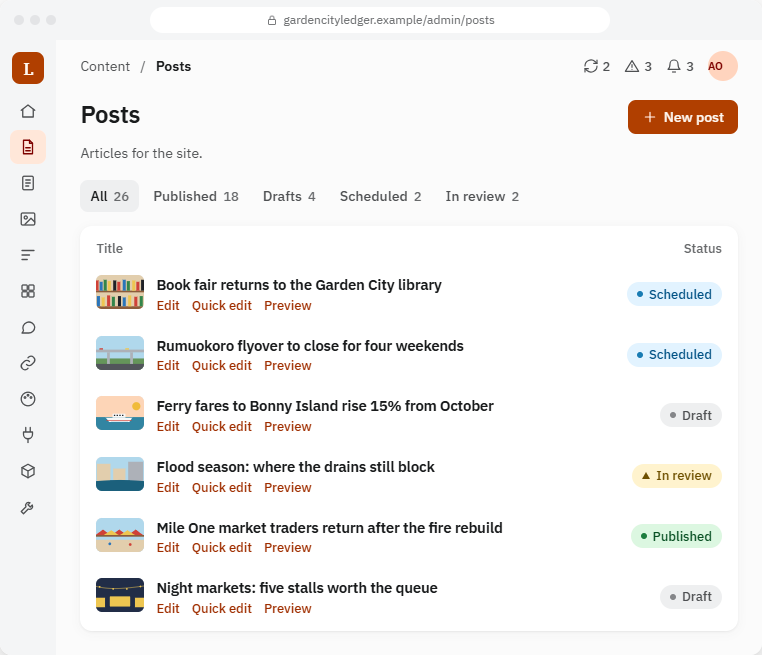 gardencityledger.example/admin/posts
L
Content / Posts
2
3
3
AO
Posts
+ New post
Articles for the site.
All 26
Published 18
Drafts 4
Scheduled 2
In review 2
Title
Status
Book fair returns to the Garden City library
Edit Quick edit Preview
Scheduled
Rumuokoro flyover to close for four weekends
Edit Quick edit Preview
Scheduled
Ferry fares to Bonny Island rise 15% from October
Edit Quick edit Preview
Draft
Flood season: where the drains still block
Edit Quick edit Preview
In review
Mile One market traders return after the fire rebuild
Edit Quick edit Preview
Published
Night markets: five stalls worth the queue
Edit Quick edit Preview
Draft